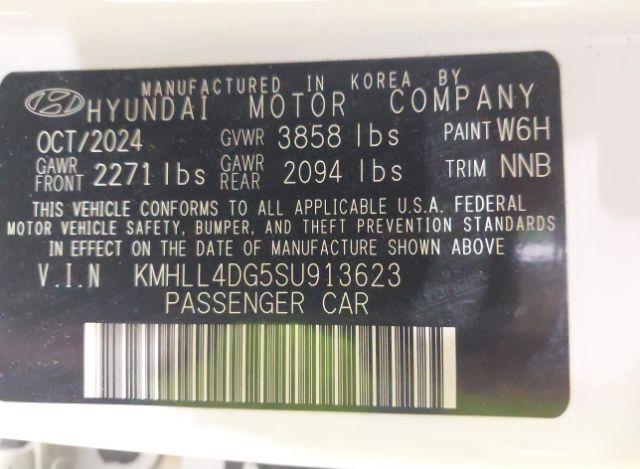 MANUFACTURED IN KOREA BY
HYUNDAI MOTOR COMPANY
OCT/2024 GVWR 3858 lbs PAINT W6H
GAWR FRONT 2271 lbs GAWR REAR 2094 lbs TRIM NNB
THIS VEHICLE CONFORMS TO ALL APPLICABLE U.S.A. FEDERAL
MOTOR VEHICLE SAFETY, BUMPER, AND THEFT PREVENTION STANDARDS
IN EFFECT ON THE DATE OF MANUFACTURE SHOWN ABOVE
V.I.N KMHLL4DG5SU913623
PASSENGER CAR